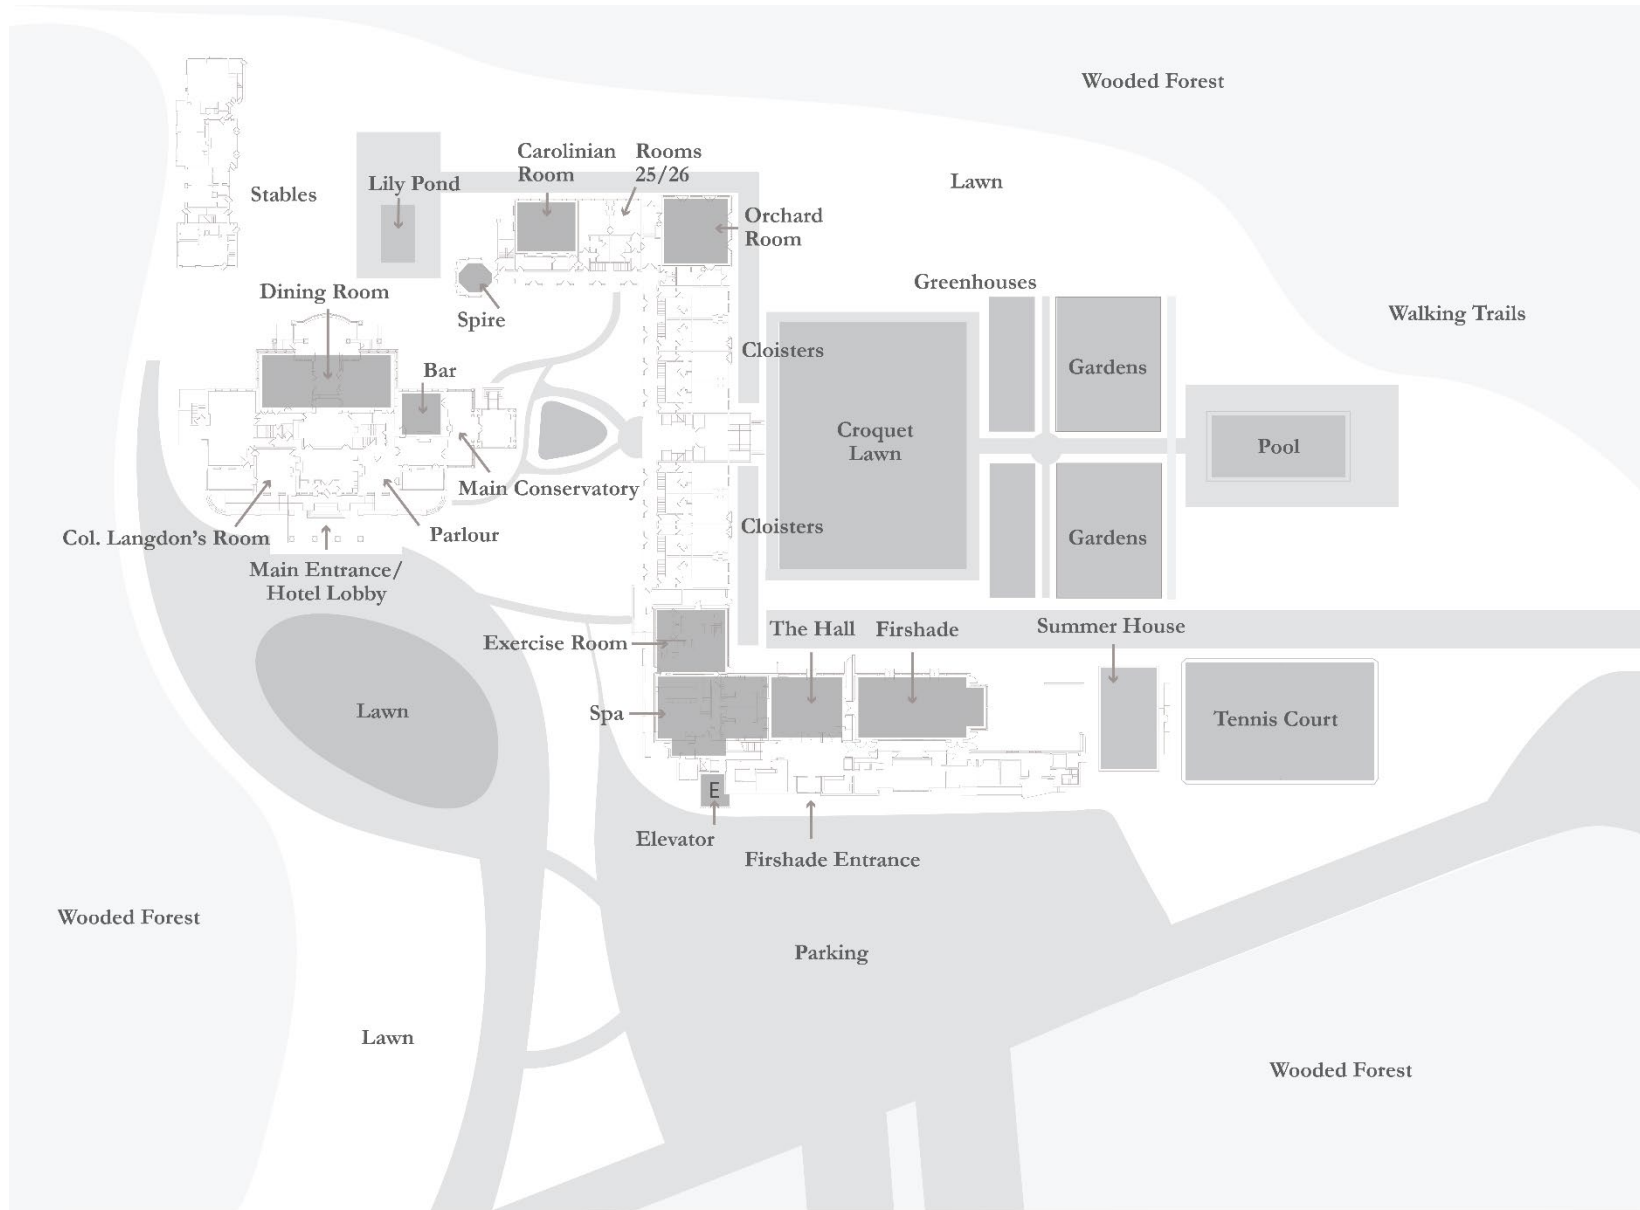 Wooded Forest
Carolinian
Room
Rooms
25/26
Lily Pond
Stables
Lawn
Orchard
Room
Dining Room
Greenhouses
Spire
Walking Trails
Cloisters
Bar
Gardens
Croquet
Lawn
Pool
Main Conservatory
Cloisters
Col. Langdon's Room
Parlour
Gardens
Main Entrance/
Hotel Lobby
Exercise Room
The Hall
Firshade
Summer House
Lawn
Spa
Tennis Court
E
Elevator
Firshade Entrance
Wooded Forest
Parking
Lawn
Wooded Forest